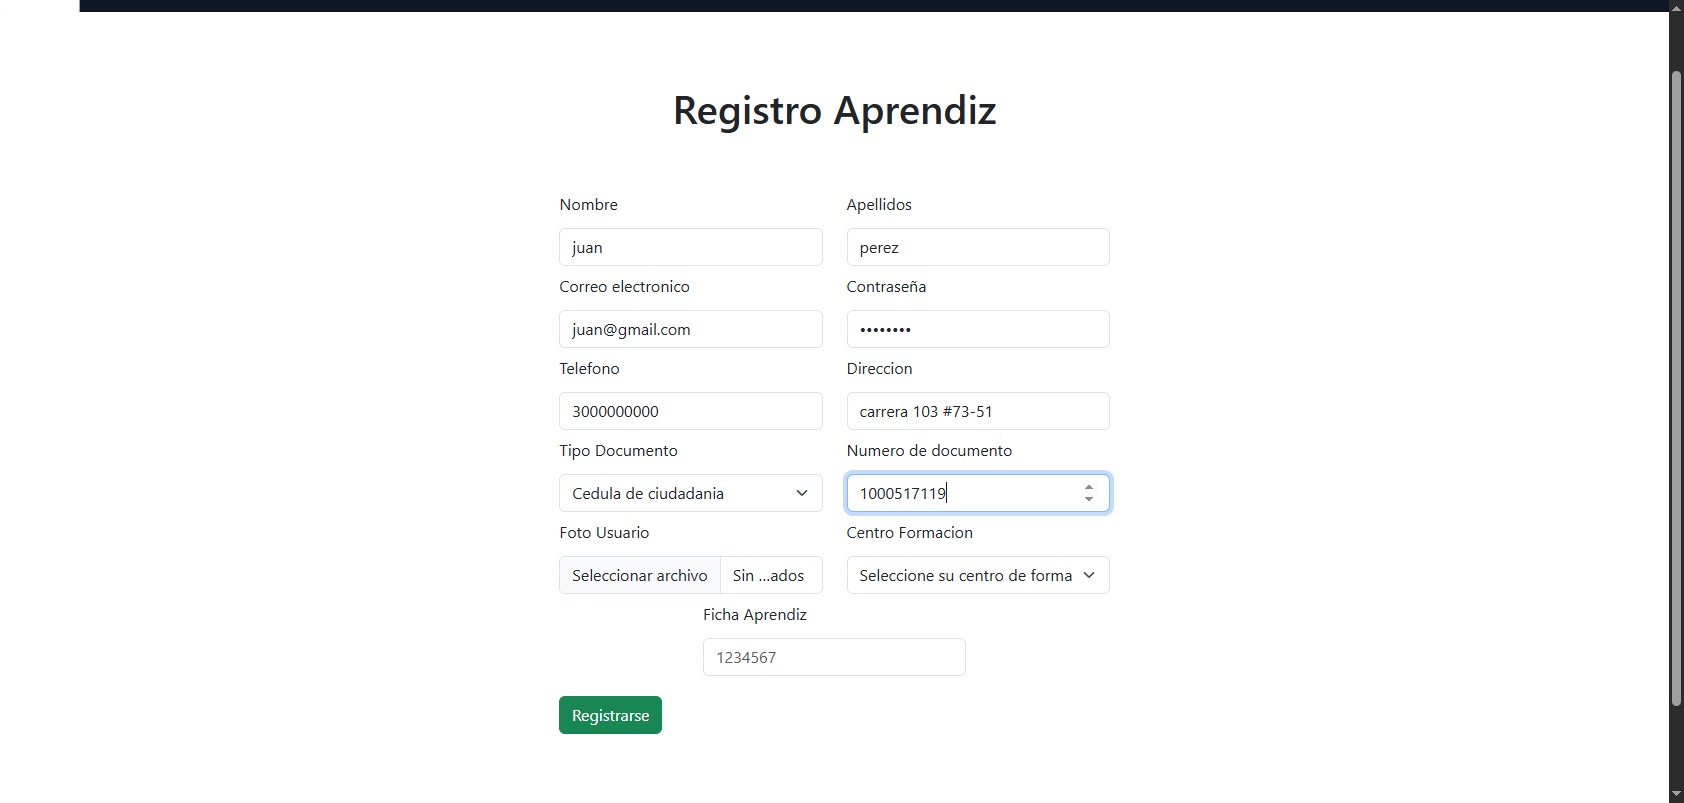 Registro Aprendiz
Nombre
Apellidos
juan
perez
Correo electronico
Contraseña
juan@gmail.com
••••••••
Telefono
Direccion
3000000000
carrera 103 #73-51
Tipo Documento
Numero de documento
Cedula de ciudadania
1000517119
Foto Usuario
Centro Formacion
Seleccionar archivo
Sin ...ados
Seleccione su centro de forma
Ficha Aprendiz
1234567
Registrarse